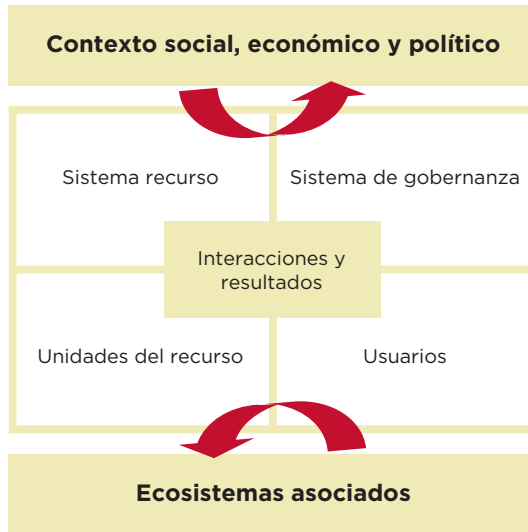 Contexto social, económico y político
Sistema recurso
Sistema de gobernanza
Interacciones y
resultados
Unidades del recurso
Usuarios
Ecosistemas asociados